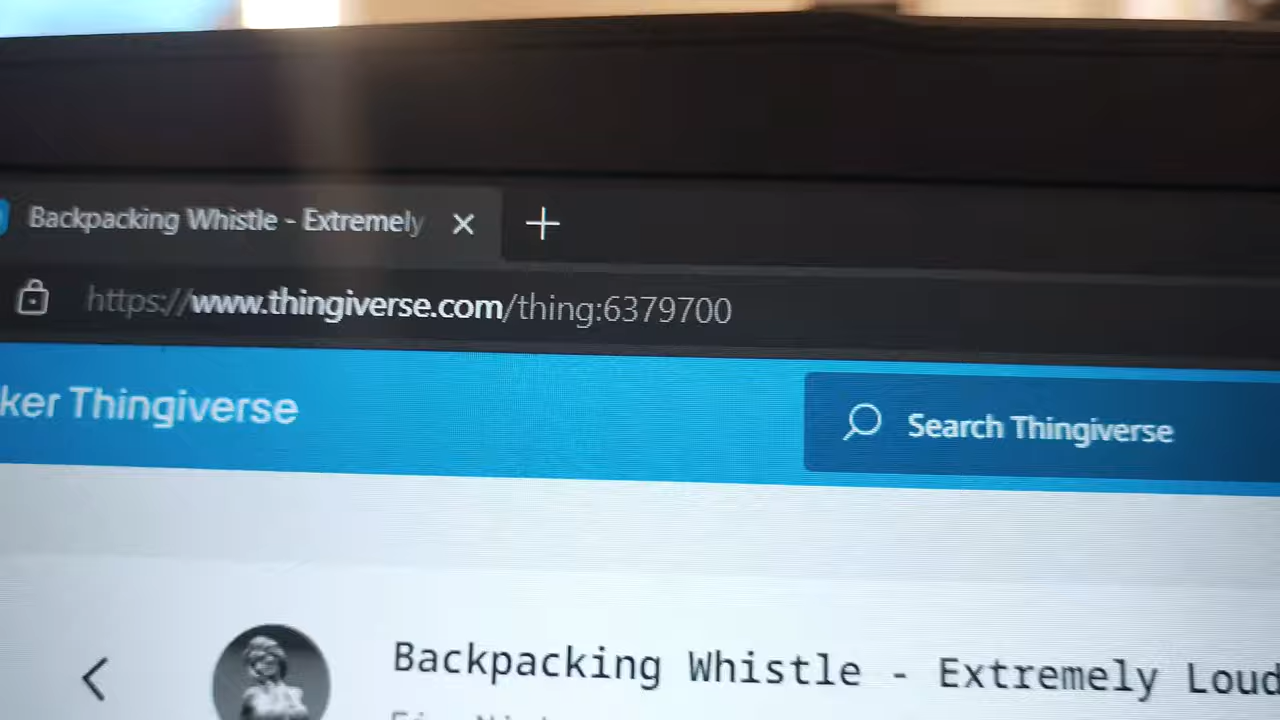 Backpacking Whistle - Extremely
https://www.thingiverse.com/thing:6379700
ker Thingiverse
Search Thingiverse
Backpacking Whistle - Extremely Loud